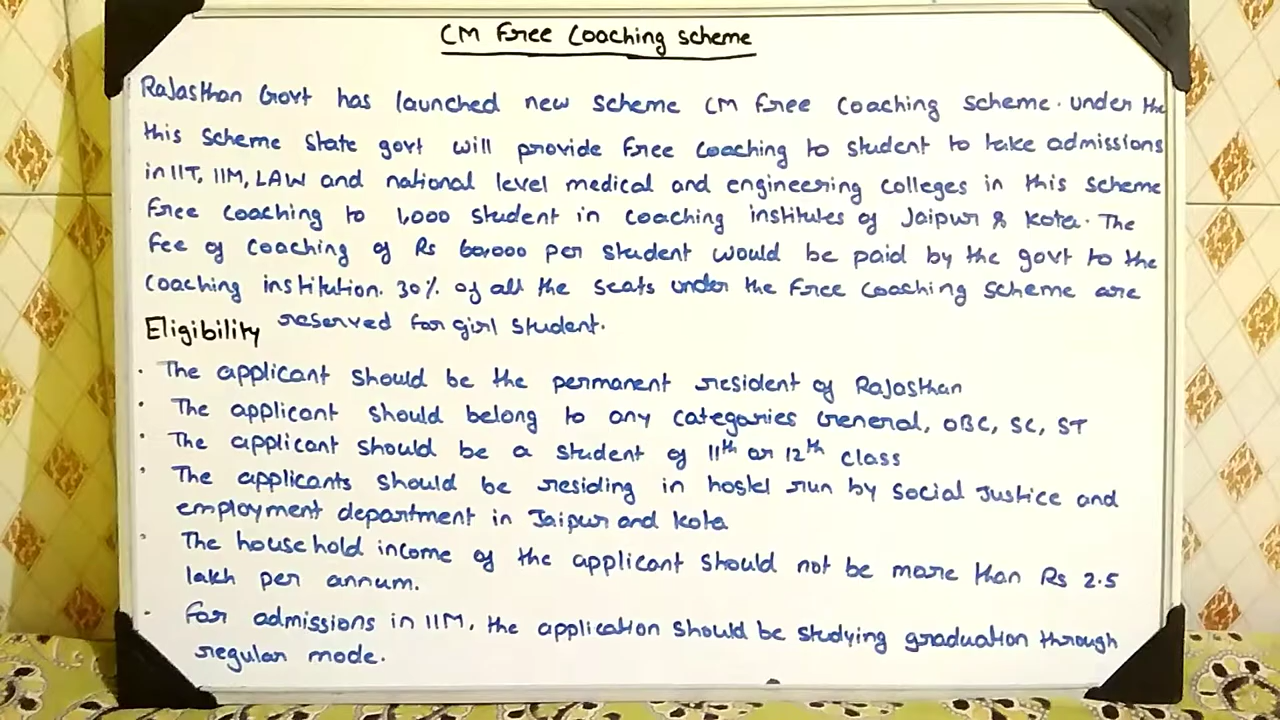 CM Free Coaching scheme
Rajasthan Govt has launched new scheme CM free coaching scheme. under the
this scheme state govt will provide free coaching to student to take admissions
in IIT, IIM, LAW and national level medical and engineering colleges in this scheme
free coaching to 1,000 student in coaching institutes of Jaipur & Kota. The
fee of coaching of Rs 60,000 per student would be paid by the govt to the
coaching institution. 30% of all the seats under the free coaching scheme are
reserved for girl student.
Eligibility
· The applicant should be the permanent resident of Rajasthan
· The applicant should belong to any categories General, OBC, SC, ST
· The applicant should be a student of 11th or 12th class
· The applicants should be residing in hostel run by Social Justice and
employment department in Jaipur and Kota
· The household income of the applicant should not be more than Rs 2.5
lakh per annum.
· For admissions in IIM, the application should be studying graduation through
regular mode.